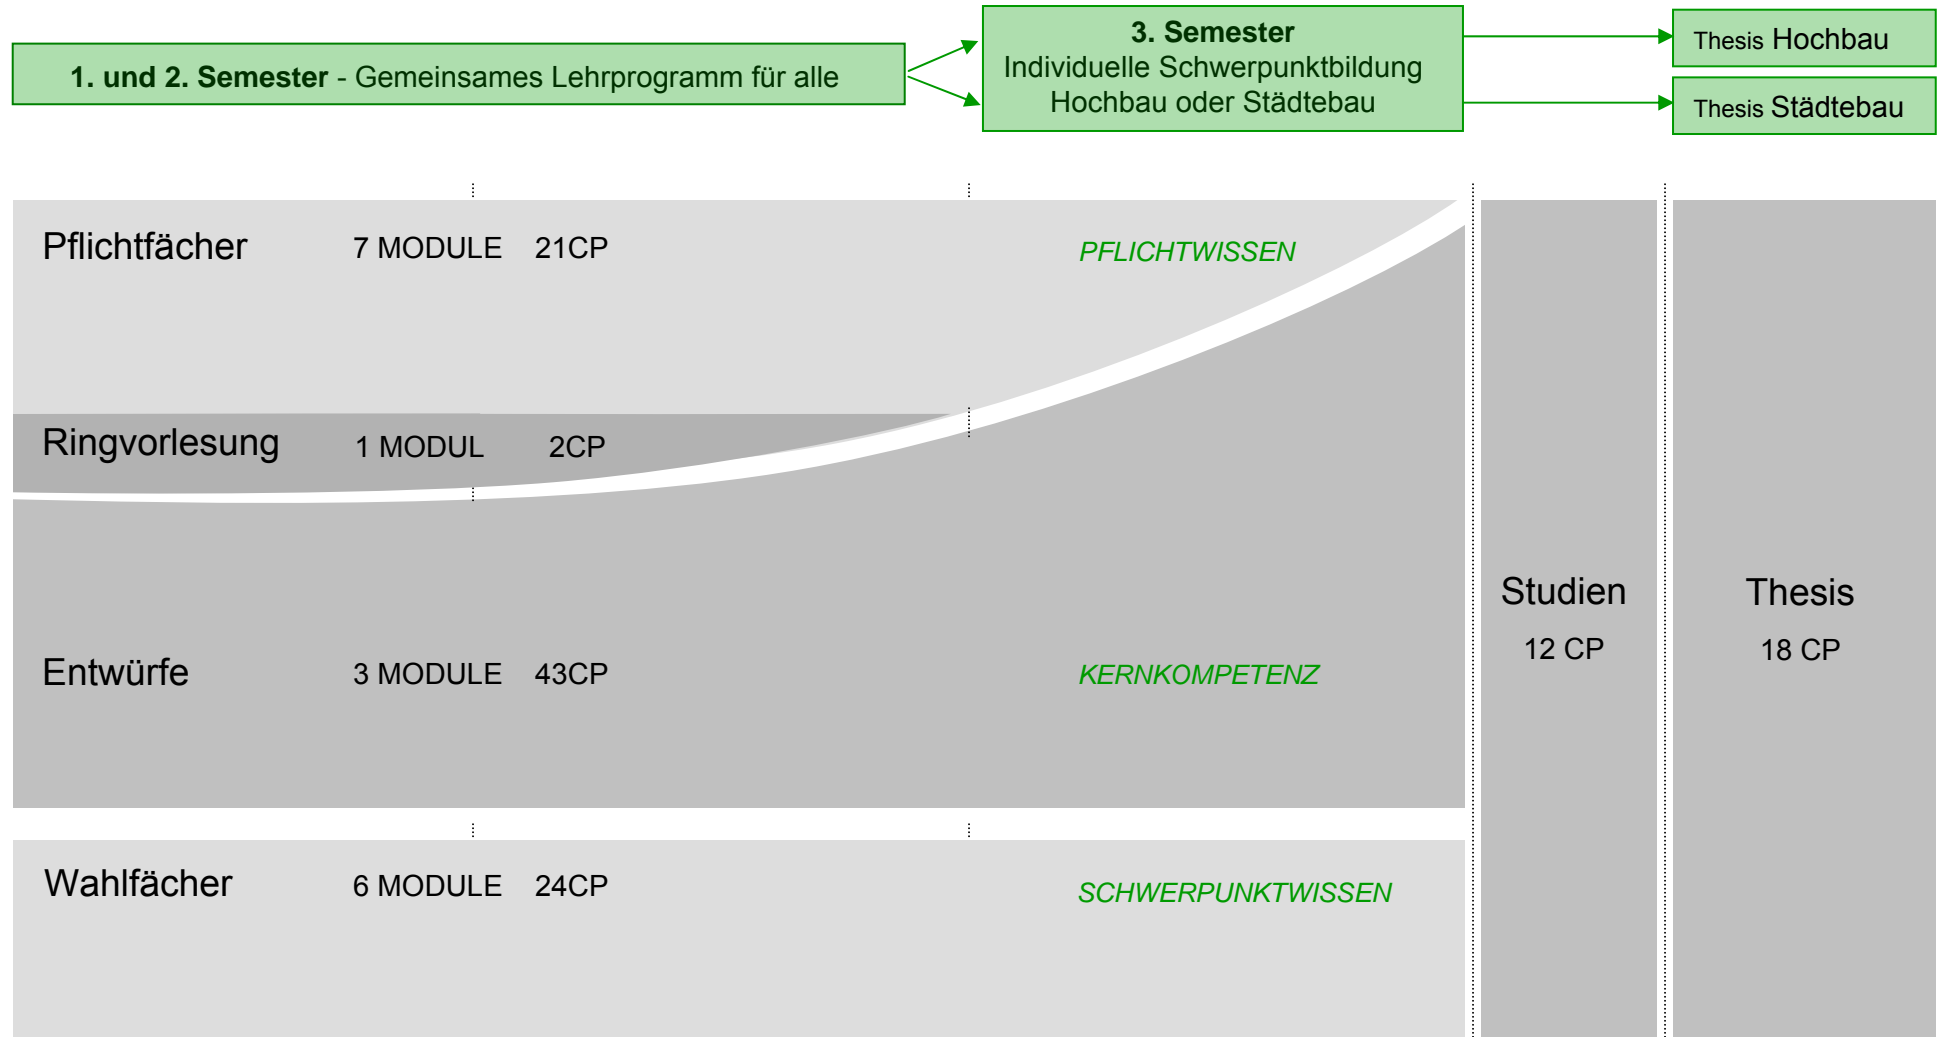 1. und 2. Semester - Gemeinsames Lehrprogramm für alle
3. Semester
Individuelle Schwerpunktbildung
Hochbau oder Städtebau
Thesis Hochbau
Thesis Städtebau
Pflichtfächer 7 MODULE 21CP PFLICHTWISSEN
Ringvorlesung 1 MODUL 2CP
Entwürfe 3 MODULE 43CP KERNKOMPETENZ
Wahlfächer 6 MODULE 24CP SCHWERPUNKTWISSEN
Studien
12 CP
Thesis
18 CP